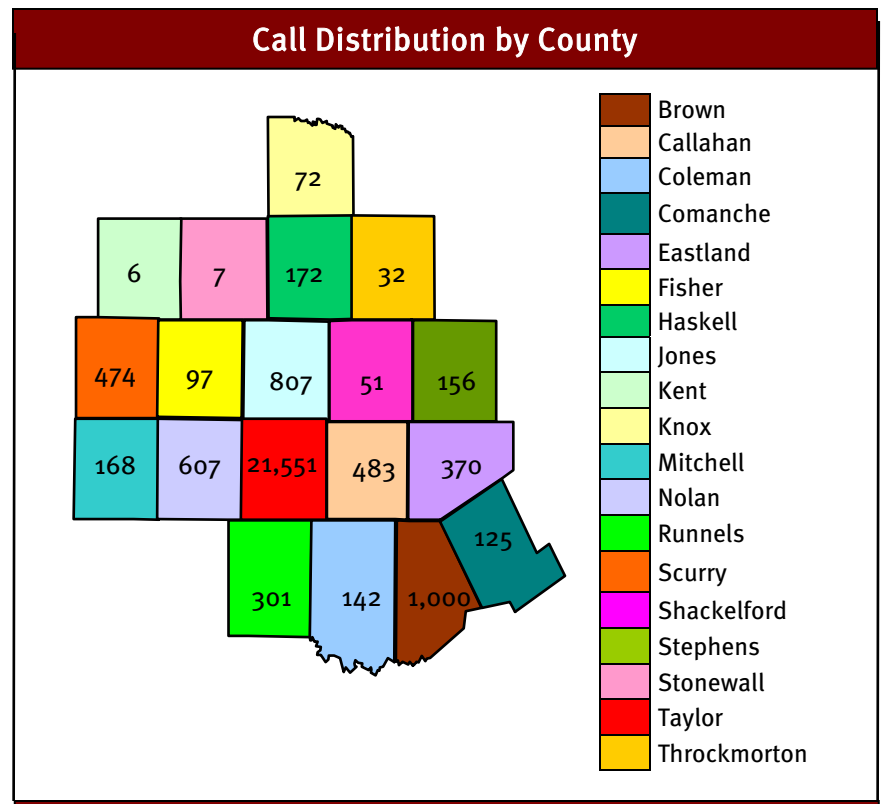 Call Distribution by County
72
6 7 172 32
474 97 807 51 156
168 607 21,551 483 370
125
301 142 1,000
Brown
Callahan
Coleman
Comanche
Eastland
Fisher
Haskell
Jones
Kent
Knox
Mitchell
Nolan
Runnels
Scurry
Shackelford
Stephens
Stonewall
Taylor
Throckmorton